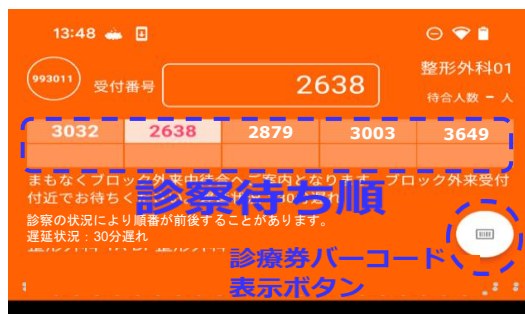 13:48
整形外科01
993011 受付番号 2638
待合人数 - 人
3032 2638 2879 3003 3649
まもなくブロック外来中待合へご案内となります。ブロック外来受付
付近でお待ちく
診察待ち順
診察の状況により順番が前後することがあります。
遅延状況：30分遅れ
診療券バーコード
表示ボタン